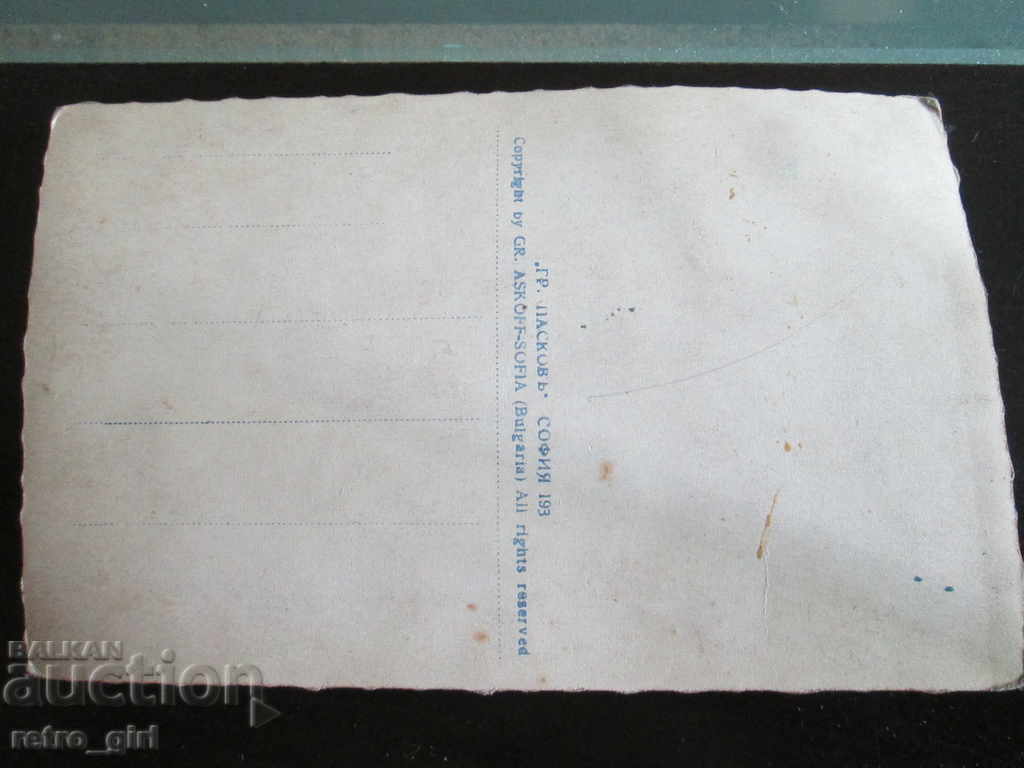 „ГР. ПАСКОВЪ“ СОФИЯ 193
Copyright by GR. ASKOFF-SOFIA (Bulgaria) All rights reserved
BALKAN
auction
retro_girl